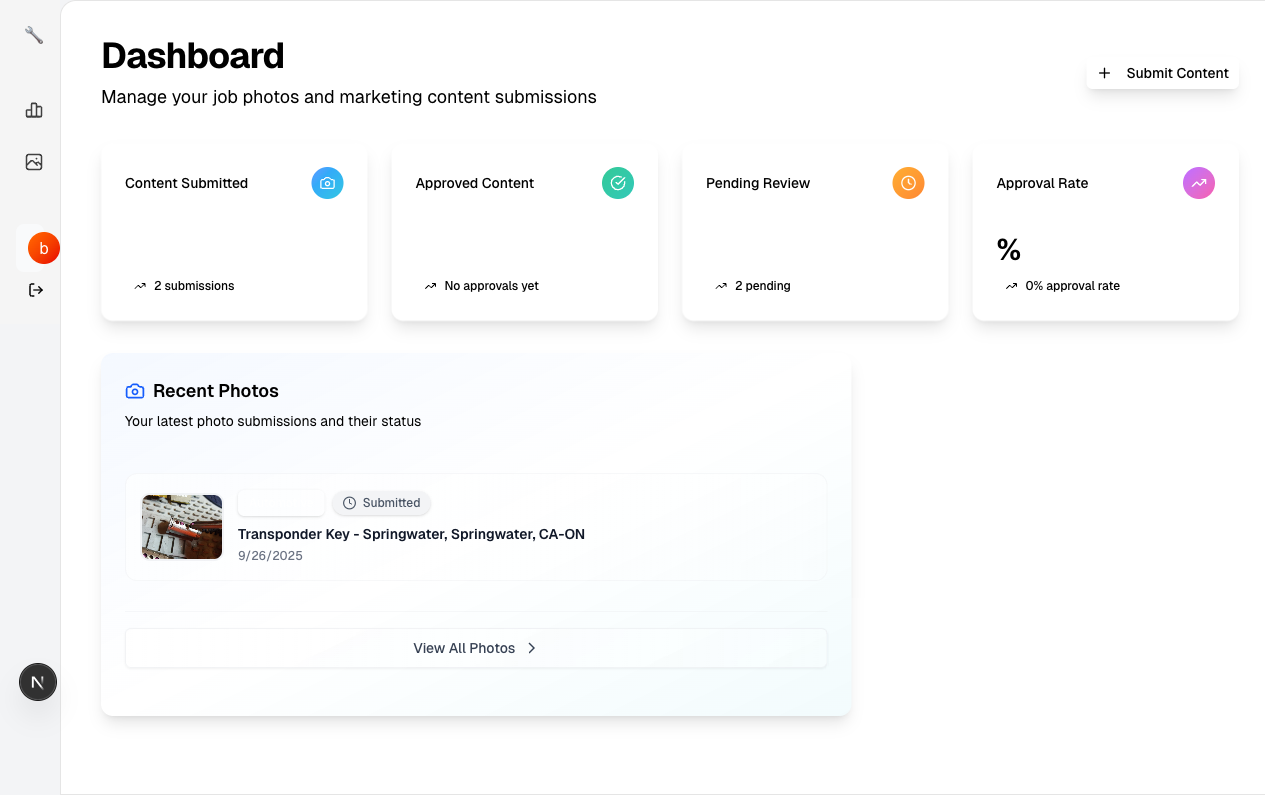 Dashboard
Manage your job photos and marketing content submissions
+ Submit Content
Content Submitted
2 submissions
Approved Content
No approvals yet
Pending Review
2 pending
Approval Rate
%
0% approval rate
b
Recent Photos
Your latest photo submissions and their status
Submitted
Transponder Key - Springwater, Springwater, CA-ON
9/26/2025
View All Photos
N